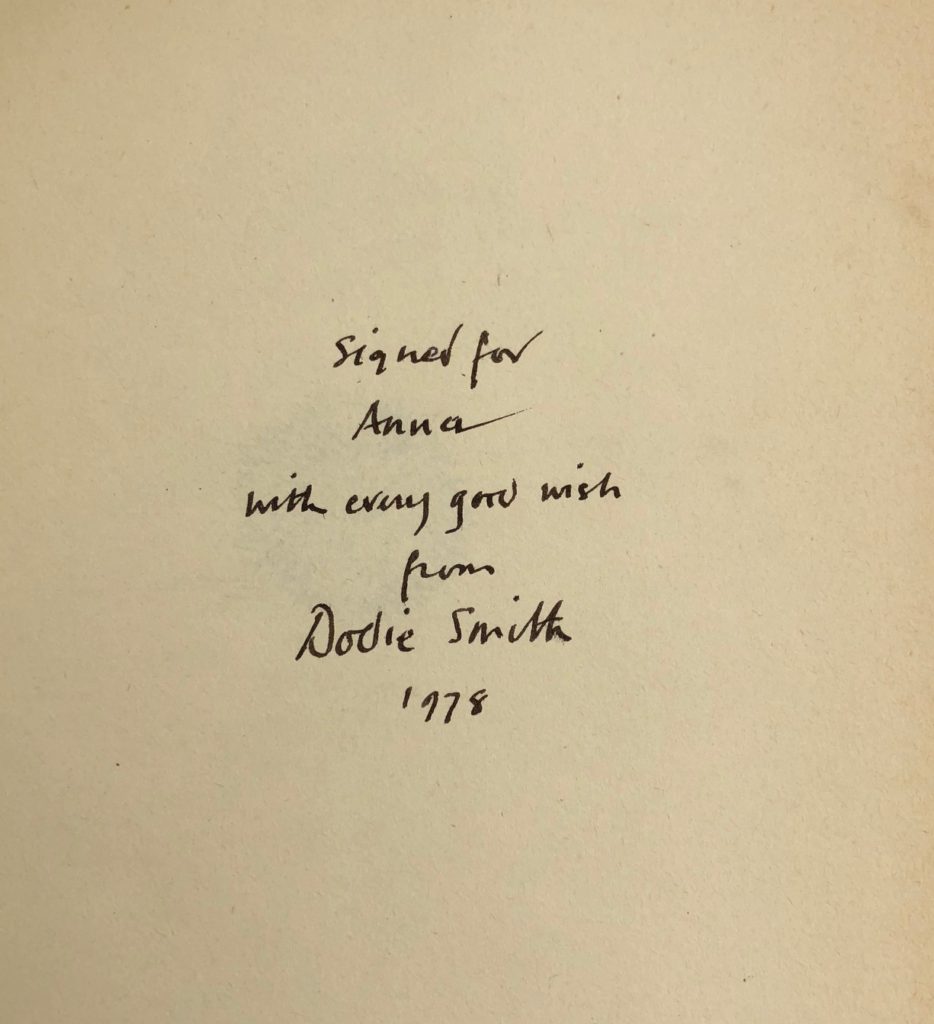 Signed for
Anna
with every good wish
from
Dodie Smith
1978